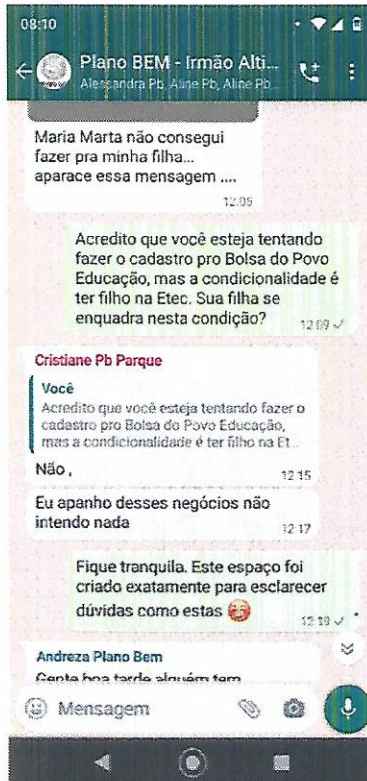 08:10
Plano BEM - Irmão Alti...
Alessandra Pb, Aline Pb, Aline Pb...
Maria Marta não consegui
fazer pra minha filha...
aparace essa mensagem ....
12:05
Acredito que você esteja tentando
fazer o cadastro pro Bolsa do Povo
Educação, mas a condicionalidade é
ter filho na Etec. Sua filha se
enquadra nesta condição?
12:09
Cristiane Pb Parque
Você
Acredito que você esteja tentando fazer o
cadastro pro Bolsa do Povo Educação,
mas a condicionalidade é ter filho na Et...
Não,
12:15
Eu apanho desses negócios não
intendo nada
12:17
Fique tranquila. Este espaço foi
criado exatamente para esclarecer
dúvidas como estas
12:19
Andreza Plano Bem
Gente boa tarde alguém tem
Mensagem